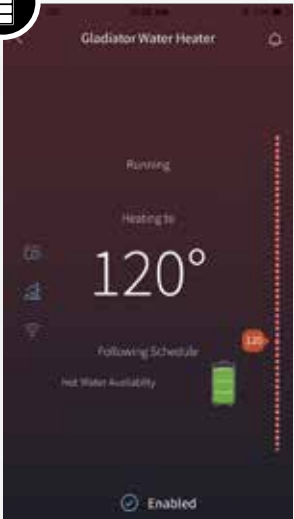 Gladiator Water Heater
Running
Heating to
120°
120
Following Schedule
Hot Water Availability
Enabled